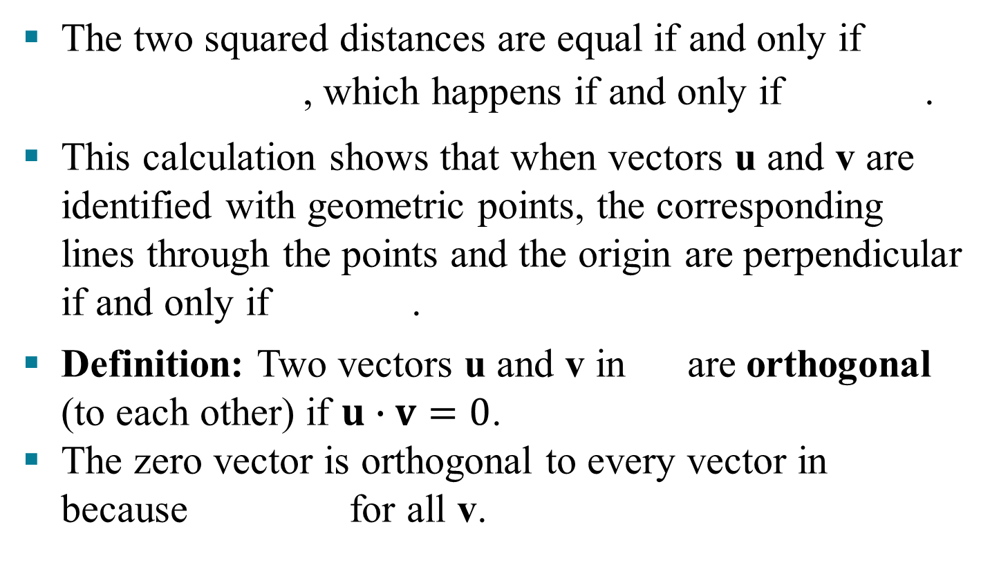 ▪ The two squared distances are equal if and only if
, which happens if and only if .
▪ This calculation shows that when vectors u and v are
identified with geometric points, the corresponding
lines through the points and the origin are perpendicular
if and only if .
▪ Definition: Two vectors u and v in are orthogonal
(to each other) if u · v = 0.
▪ The zero vector is orthogonal to every vector in
because for all v.